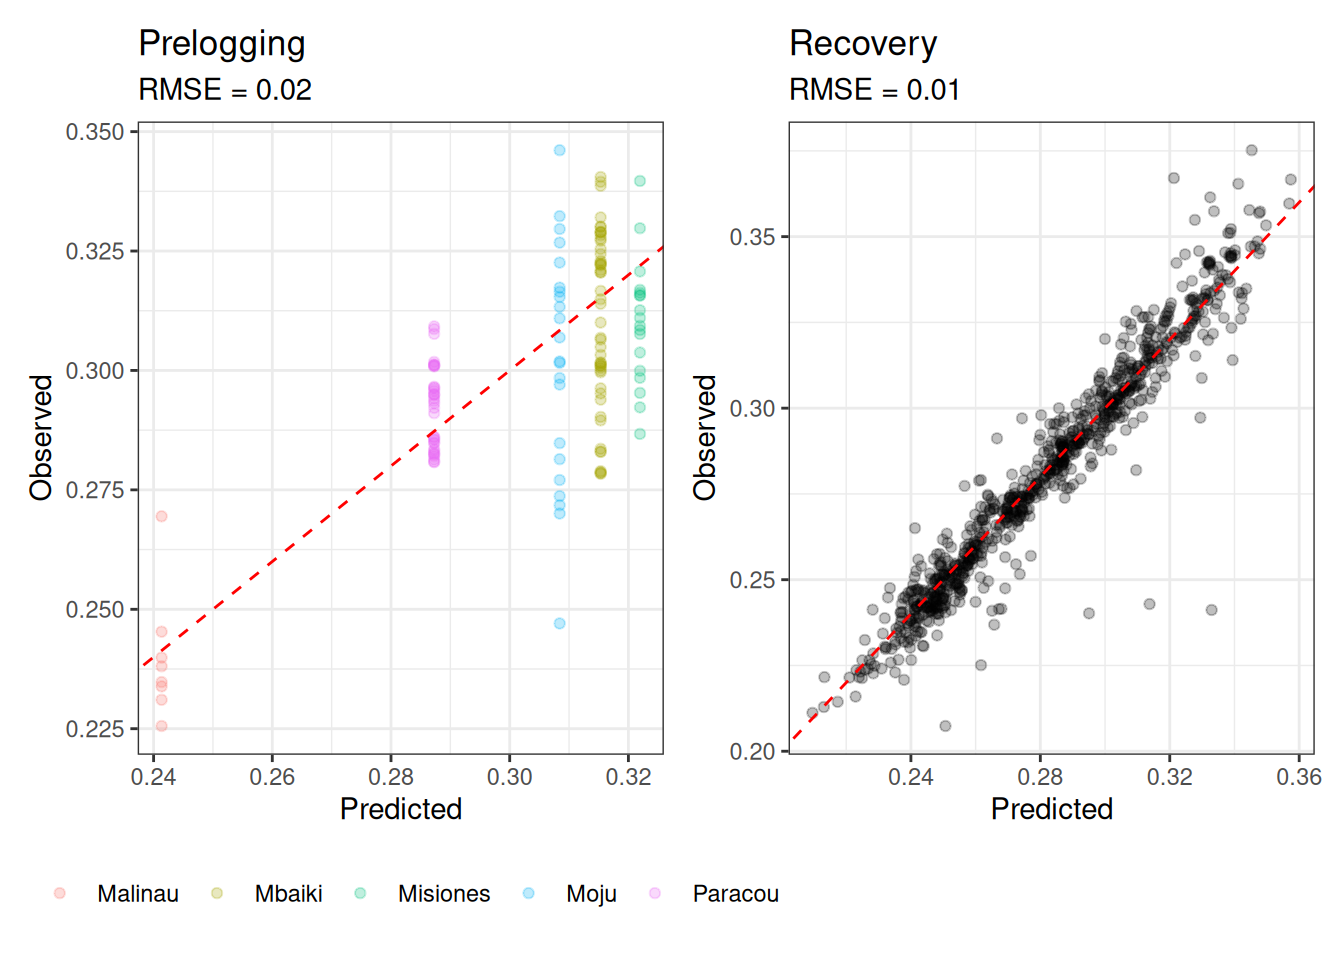 Prelogging
RMSE = 0.02
0.350
0.325
0.300
0.275
0.250
0.225
Observed
0.24 0.26 0.28 0.30 0.32
Predicted
Recovery
RMSE = 0.01
0.35
0.30
0.25
0.20
Observed
0.24 0.28 0.32 0.36
Predicted
Malinau Mbaiki Misiones Moju Paracou